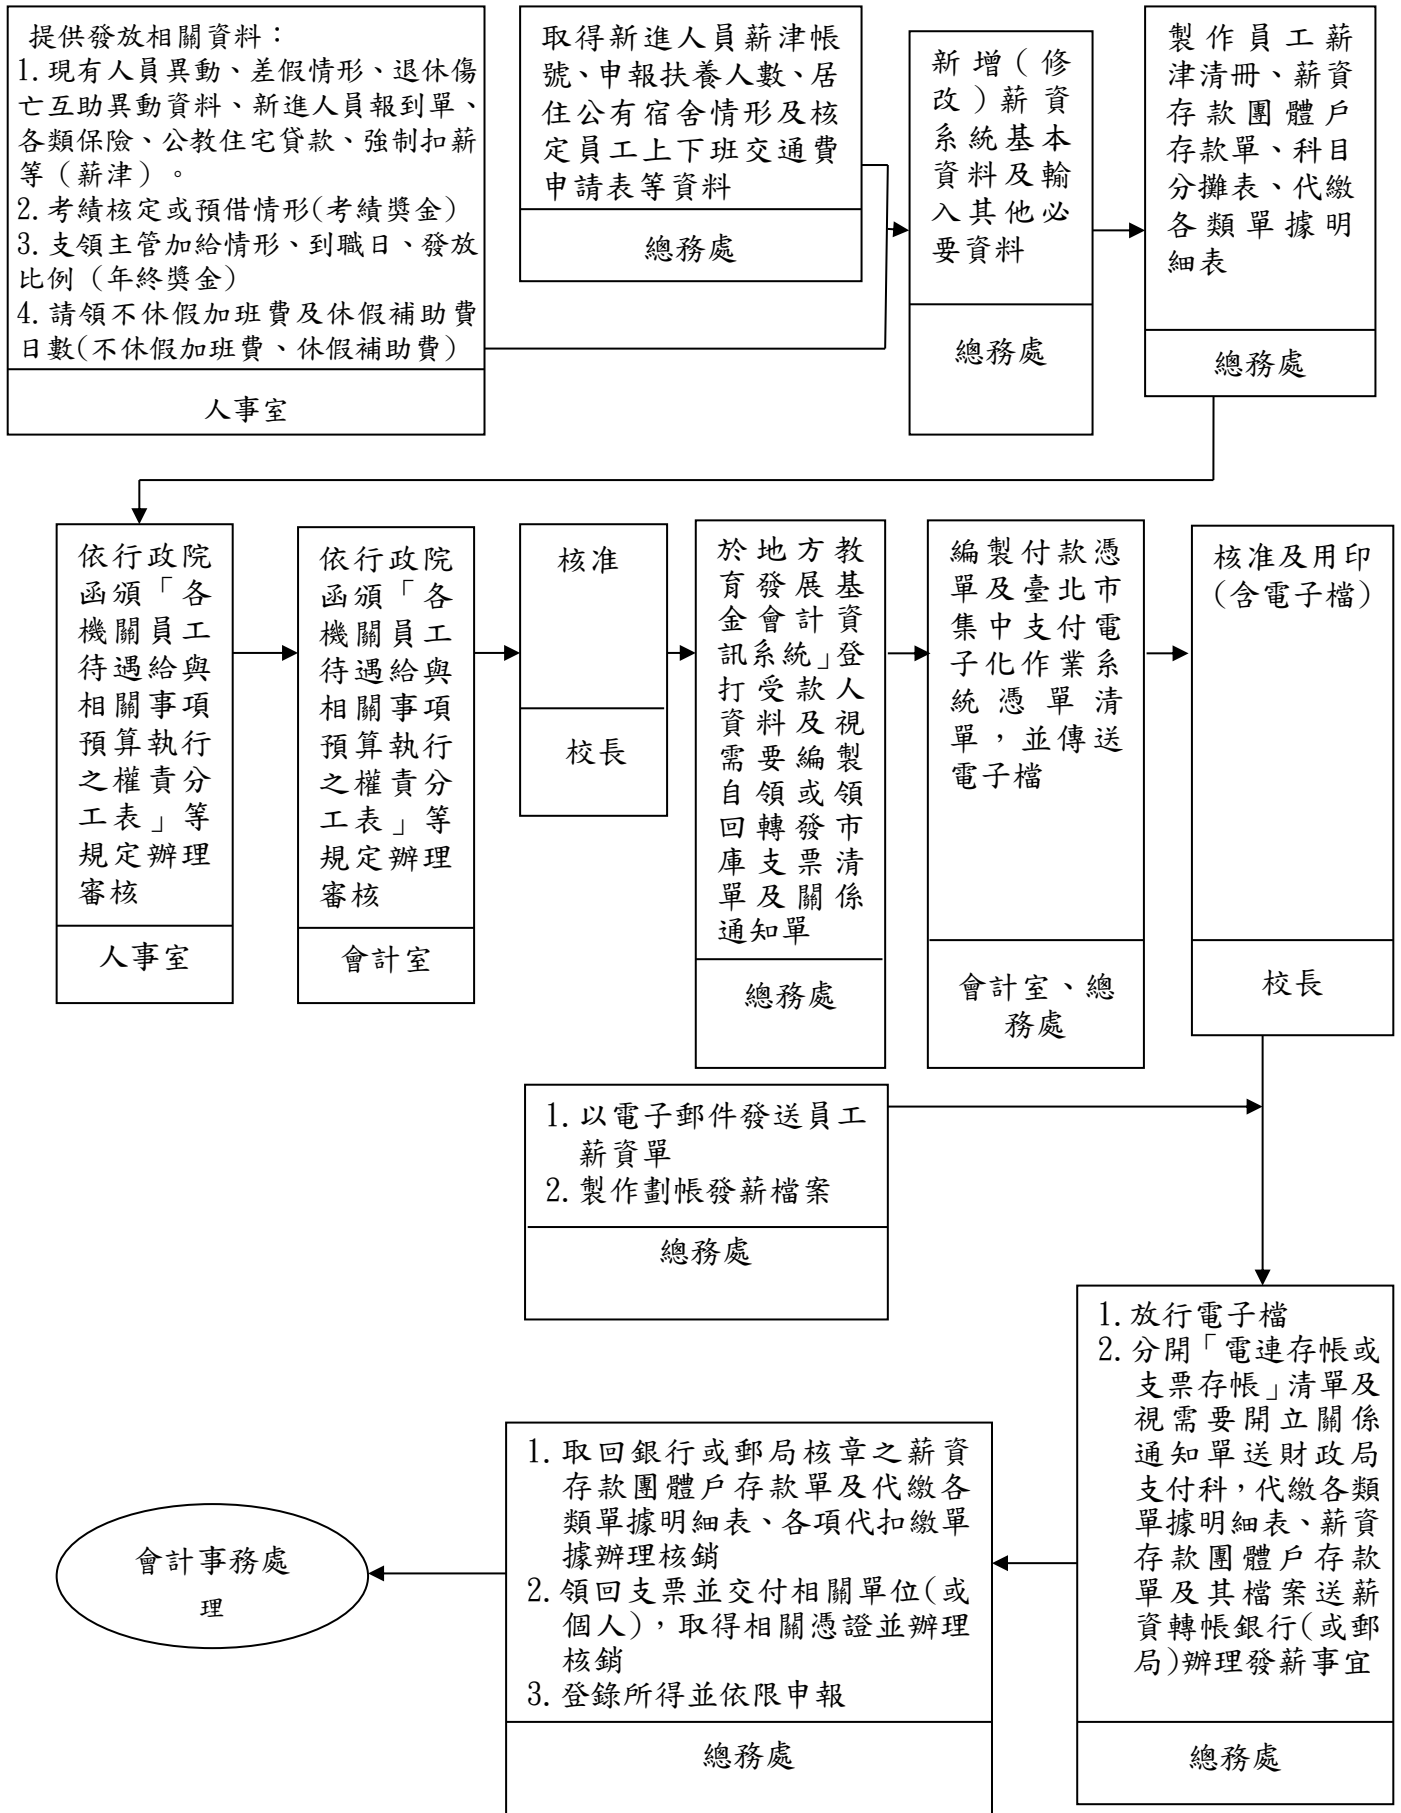 提供發放相關資料：
1.現有人員異動、差假情形、退休傷
亡互助異動資料、新進人員報到單、
各類保險、公教住宅貸款、強制扣薪
等（薪津）。
2.考績核定或預借情形(考績獎金)
3.支領主管加給情形、到職日、發放
比例（年終獎金)
4.請領不休假加班費及休假補助費
日數(不休假加班費、休假補助費)
人事室
取得新進人員薪津帳
號、申報扶養人數、居
住公有宿舍情形及核
定員工上下班交通費
申請表等資料
總務處
新增（修
改）薪資
系統基本
資料及輸
入其他必
要資料
總務處
製作員工薪
津清冊、薪資
存款團體戶
存款單、科目
分攤表、代繳
各類單據明
細表
總務處
依行政院
函頒「各
機關員工
待遇給與
相關事項
預算執行
之權責分
工表」等
規定辦理
審核
人事室
依行政院
函頒「各
機關員工
待遇給與
相關事項
預算執行
之權責分
工表」等
規定辦理
審核
會計室
核准
校長
於地方教
育發展基
金會計資
訊系統」登
打受款人
資料及視
需要編製
自領或領
回轉發市
庫支票清
單及關係
通知單
總務處
編製付款憑
單及臺北市
集中支付電
子化作業系
統憑單清
單，並傳送
電子檔
會計室、總
務處
核准及用印
(含電子檔)
校長
1.以電子郵件發送員工
薪資單
2.製作劃帳發薪檔案
總務處
1.放行電子檔
2.分開「電連存帳或
支票存帳」清單及
視需要開立關係
通知單送財政局
支付科，代繳各類
單據明細表、薪資
存款團體戶存款
單及其檔案送薪
資轉帳銀行(或郵
局)辦理發薪事宜
總務處
1.取回銀行或郵局核章之薪資
存款團體戶存款單及代繳各
類單據明細表、各項代扣繳單
據辦理核銷
2.領回支票並交付相關單位(或
個人)，取得相關憑證並辦理
核銷
3.登錄所得並依限申報
總務處
會計事務處
理